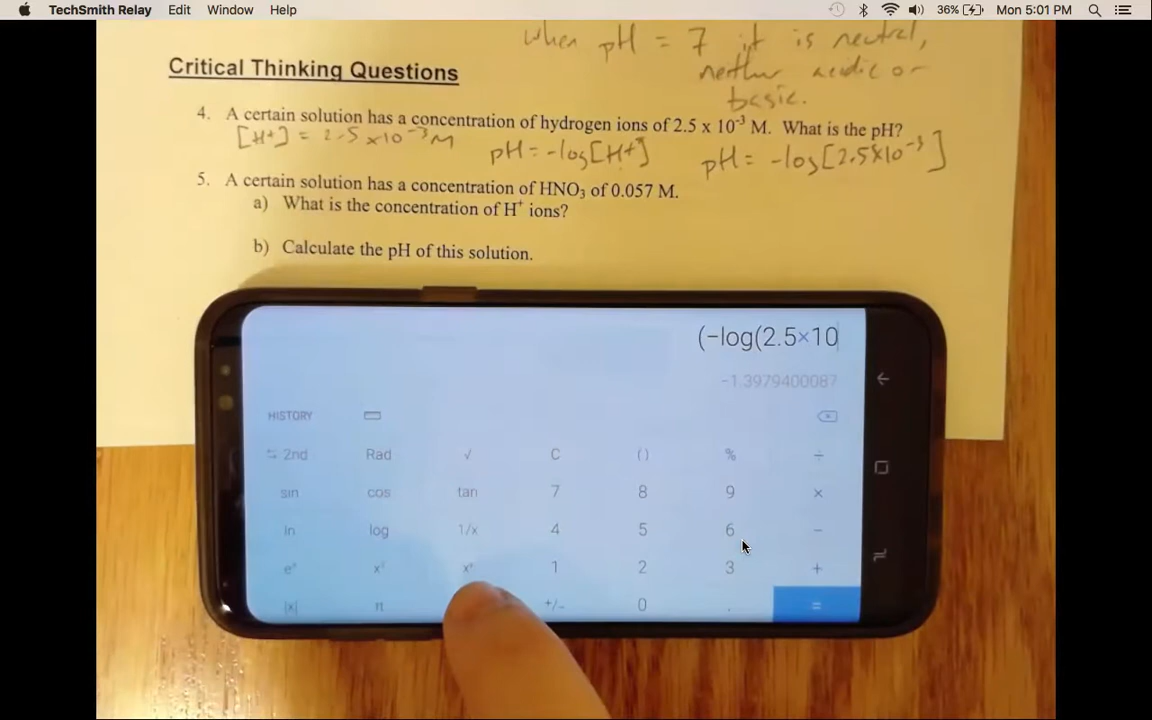 TechSmith Relay Edit Window Help 36% Mon 5:01 PM
when pH = 7 it is neutral,
neither acidic or
basic.
Critical Thinking Questions
4. A certain solution has a concentration of hydrogen ions of 2.5 x 10⁻³ M. What is the pH?
[H+] = 2.5 x10⁻³ M pH = -log[H+] pH = -log[2.5x10⁻³]
5. A certain solution has a concentration of HNO₃ of 0.057 M.
a) What is the concentration of H⁺ ions?
b) Calculate the pH of this solution.
(−log(2.5×10
-1.3979400087
HISTORY
2nd Rad √ C () % ÷
sin cos tan 7 8 9 ×
ln log 1/x 4 5 6 −
eˣ x² xʸ 1 2 3 +
|x| π +/- 0 . =